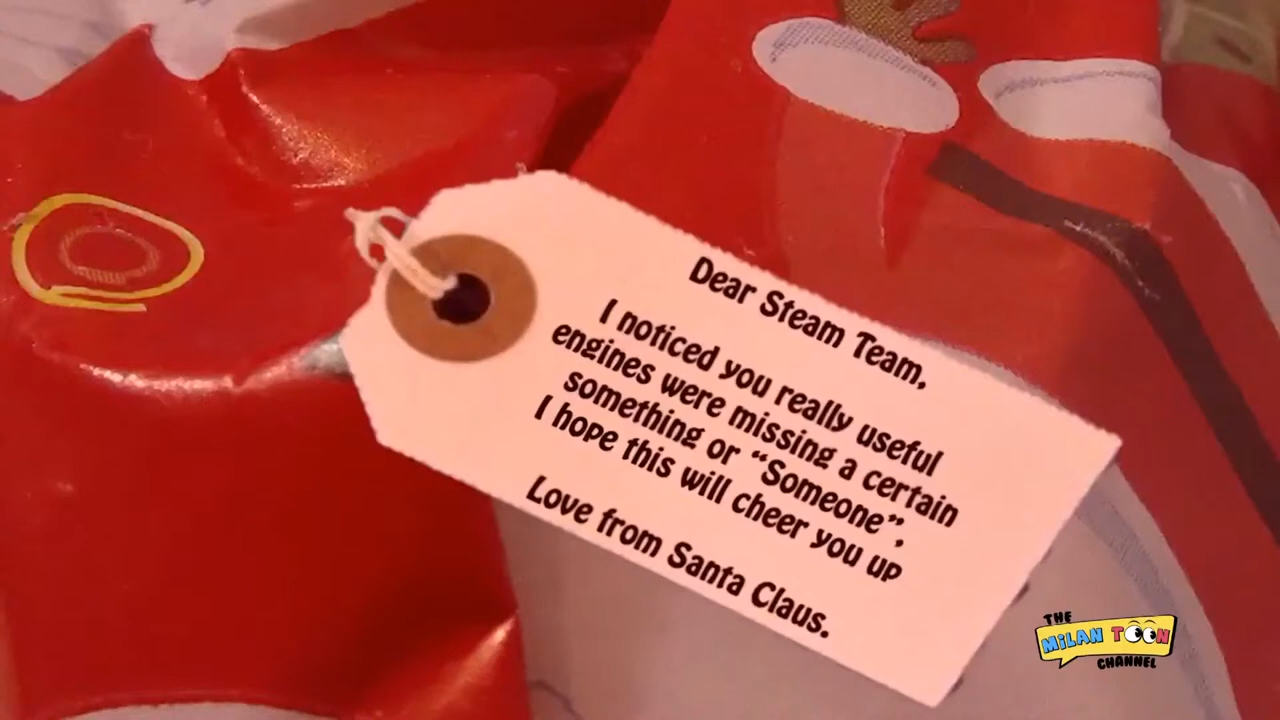 Dear Steam Team,
I noticed you really useful
engines were missing a certain
something or “Someone”,
I hope this will cheer you up
Love from Santa Claus.
THE
MiLAN TOON
CHANNEL